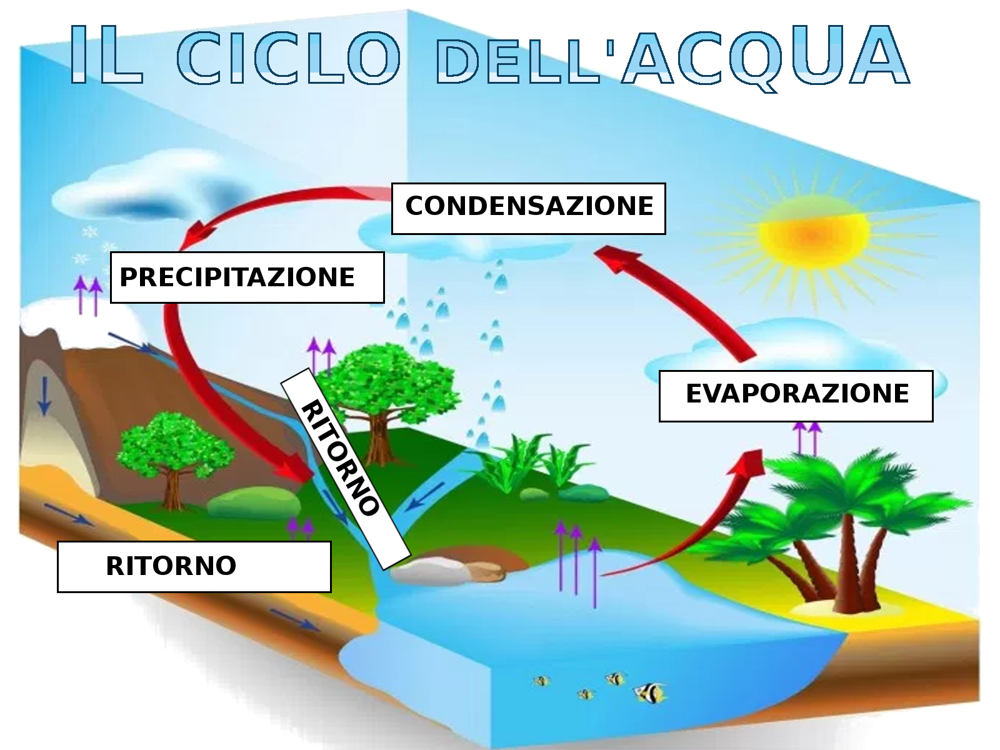 IL CICLO DELL'ACQUA
CONDENSAZIONE
PRECIPITAZIONE
EVAPORAZIONE
RITORNO
RITORNO